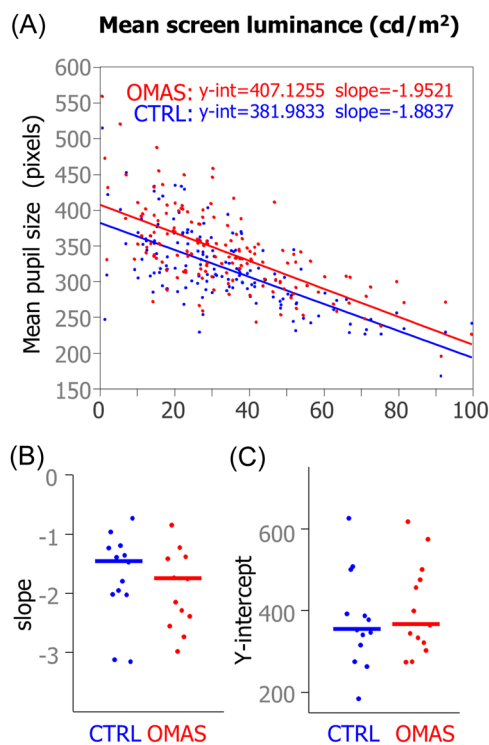 (A) Mean screen luminance (cd/m²)
600
550
500
450
400
350
300
250
200
150
Mean pupil size (pixels)
OMAS: y-int=407.1255 slope=-1.9521
CTRL: y-int=381.9833 slope=-1.8837
0 20 40 60 80 100
(B)
0
-1
-2
-3
slope
CTRL OMAS
(C)
600
400
200
Y-intercept
CTRL OMAS